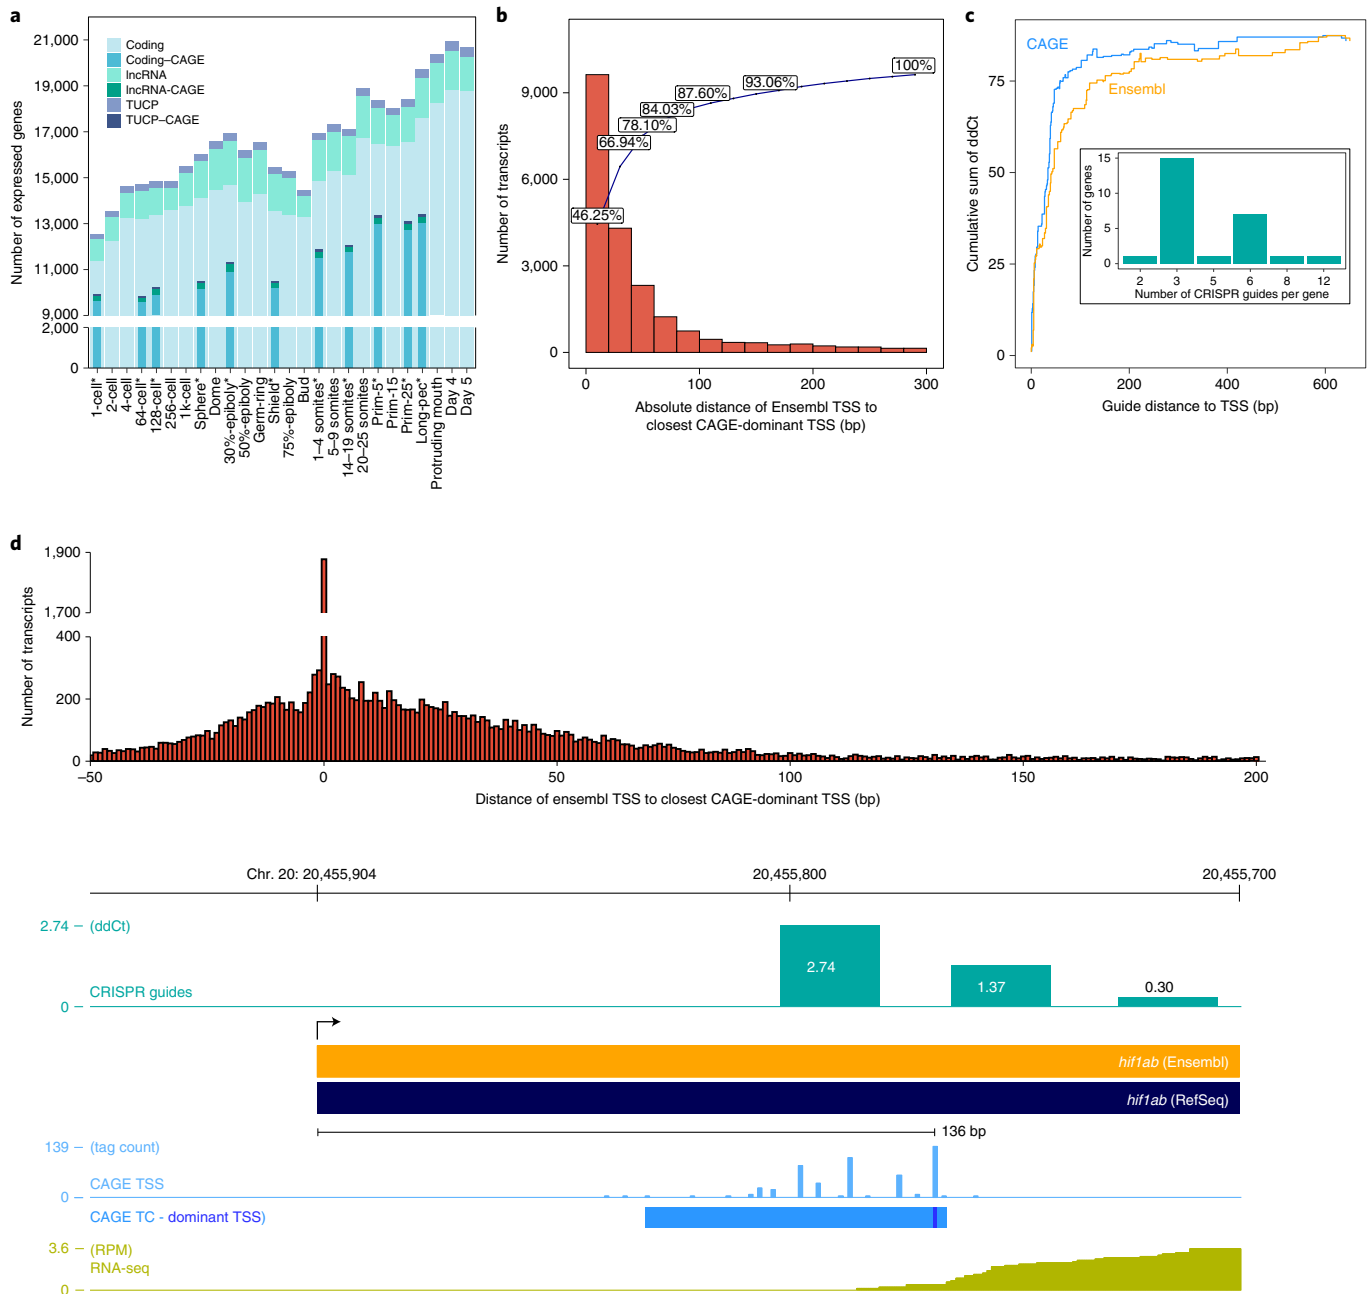 a
Number of expressed genes
21,000
19,000
17,000
15,000
13,000
11,000
9,000
2,000
0
Coding
Coding–CAGE
lncRNA
lncRNA-CAGE
TUCP
TUCP–CAGE
1-cell*
2-cell
4-cell
64-cell*
128-cell*
256-cell
1k-cell
Sphere*
Dome
30%-epiboly*
50%-epiboly
Germ-ring
Shield*
75%-epiboly
Bud
1–4 somites*
5–9 somites
14–19 somites*
20–25 somites
Prim-5*
Prim-15
Prim-25*
Long-pec*
Protruding mouth
Day 4
Day 5
b
Number of transcripts
9,000
6,000
3,000
0
46.25%
66.94%
78.10%
84.03%
87.60%
93.06%
100%
0
100
200
300
Absolute distance of Ensembl TSS to
closest CAGE-dominant TSS (bp)
c
Cumulative sum of ddCt
75
50
25
0
CAGE
Ensembl
Number of genes
15
10
5
0
2
3
5
6
8
12
Number of CRISPR guides per gene
0
200
400
600
Guide distance to TSS (bp)
d
Number of transcripts
1,900
1,700
400
200
0
–50
0
50
100
150
200
Distance of ensembl TSS to closest CAGE-dominant TSS (bp)
Chr. 20: 20,455,904
20,455,800
20,455,700
2.74
(ddCt)
2.74
1.37
0.30
CRISPR guides
0
hif1ab (Ensembl)
hif1ab (RefSeq)
136 bp
139
(tag count)
CAGE TSS
0
CAGE TC - dominant TSS)
3.6
(RPM)
RNA-seq
0